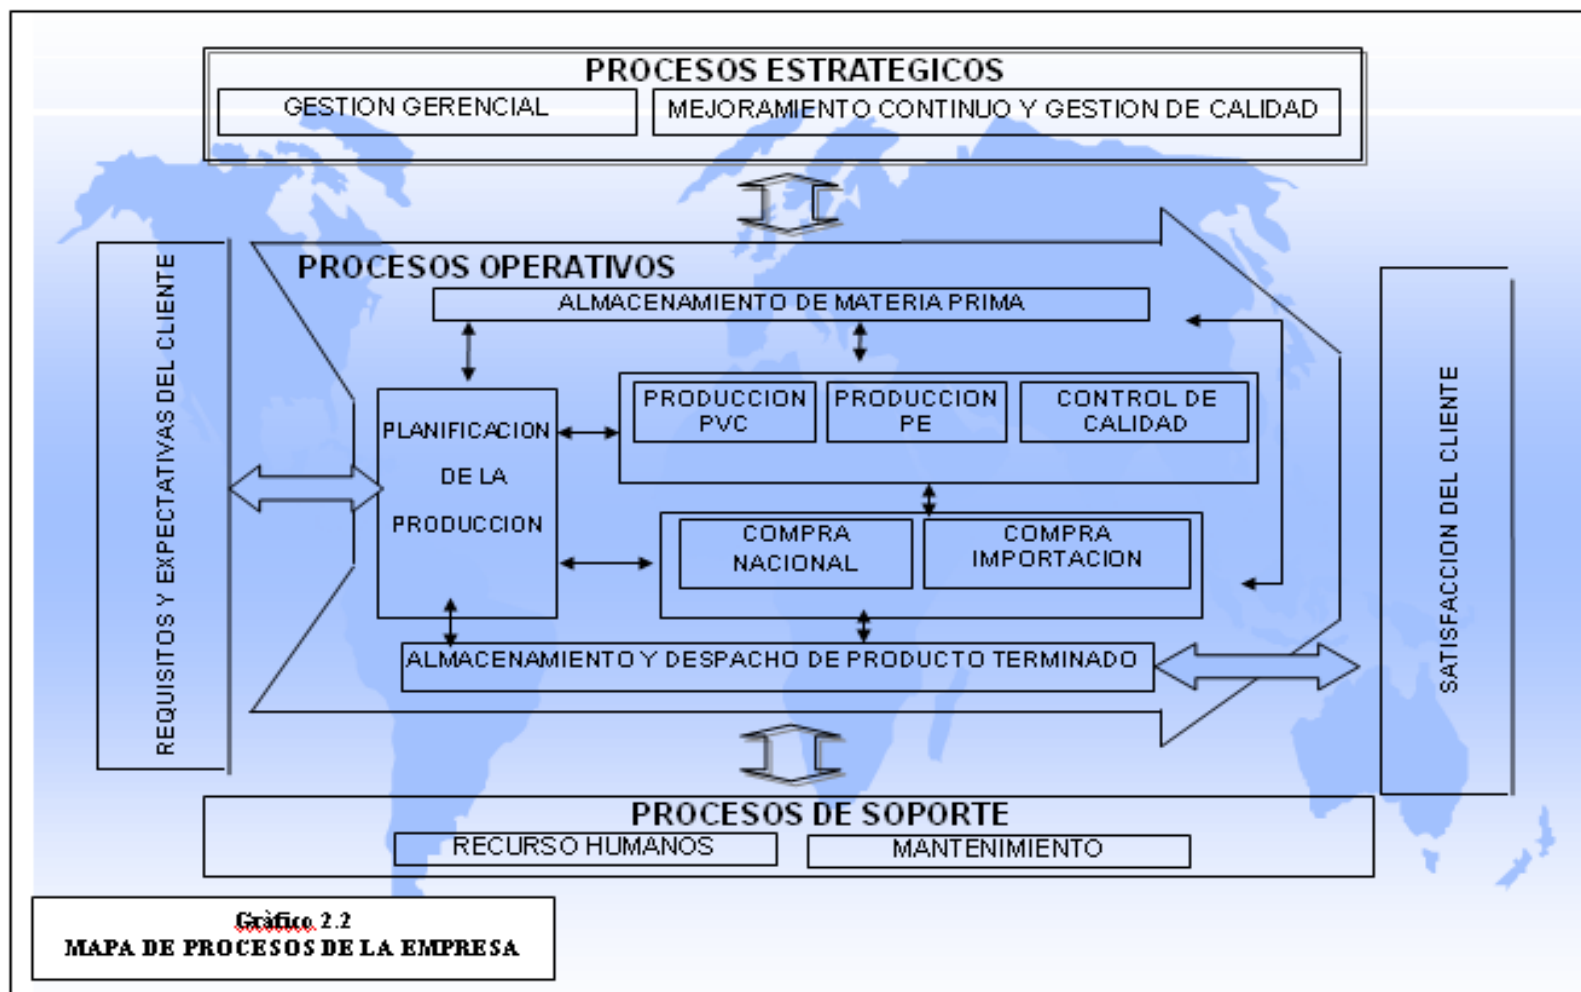 PROCESOS ESTRATEGICOS
GESTION GERENCIAL
MEJORAMIENTO CONTINUO Y GESTION DE CALIDAD
REQUISITOS Y EXPECTATIVAS DEL CLIENTE
PROCESOS OPERATIVOS
ALMACENAMIENTO DE MATERIA PRIMA
PLANIFICACION
DE LA
PRODUCCION
PRODUCCION
PVC
PRODUCCION
PE
CONTROL DE
CALIDAD
COMPRA
NACIONAL
COMPRA
IMPORTACION
ALMACENAMIENTO Y DESPACHO DE PRODUCTO TERMINADO
SATISFACCION DEL CLIENTE
PROCESOS DE SOPORTE
RECURSO HUMANOS
MANTENIMIENTO
Gràfico 2.2
MAPA DE PROCESOS DE LA EMPRESA